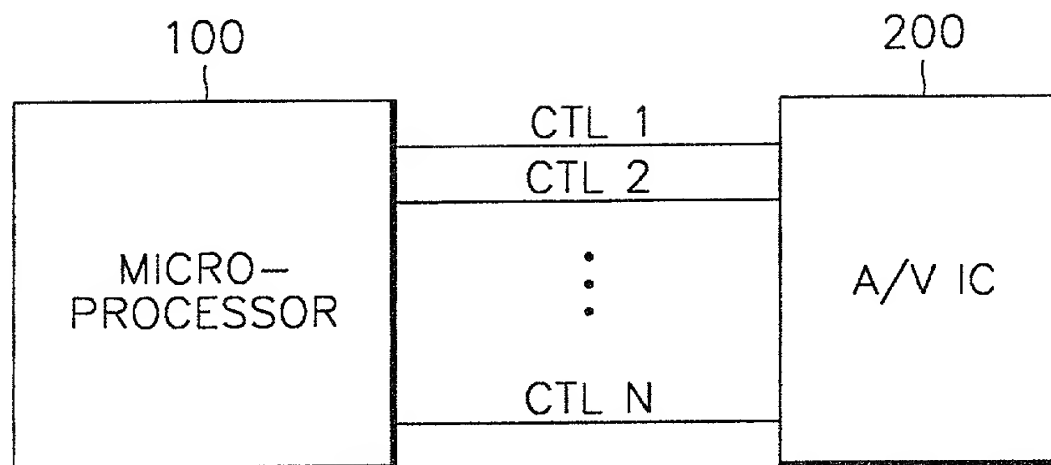 100
200
CTL 1
CTL 2
MICRO-
PROCESSOR
A/V IC
CTL N